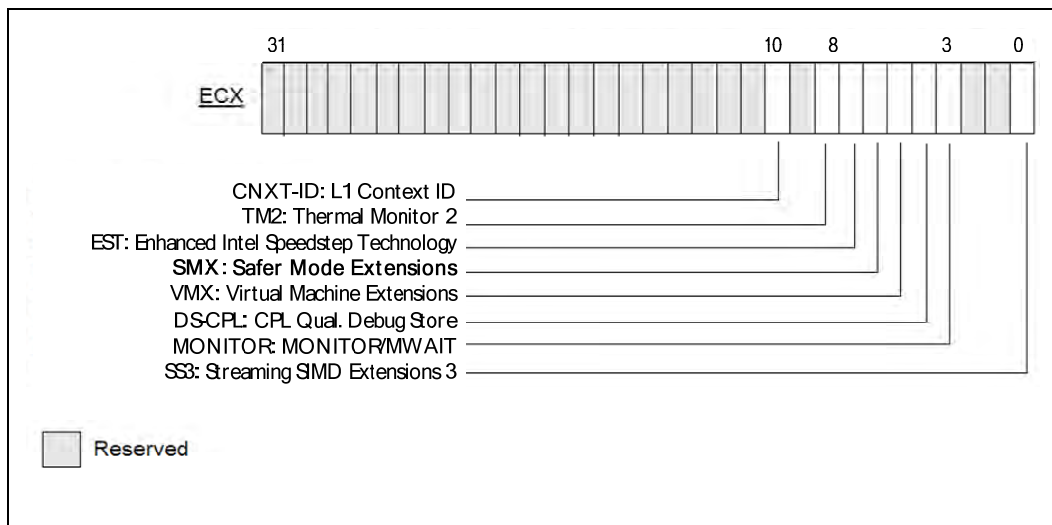 31 10 8 3 0
ECX
CNXT-ID: L1 Context ID
TM2: Thermal Monitor 2
EST: Enhanced Intel Speedstep Technology
SMX: Safer Mode Extensions
VMX: Virtual Machine Extensions
DS-CPL: CPL Qual. Debug Store
MONITOR: MONITOR/MWAIT
SS3: Streaming SIMD Extensions 3
Reserved